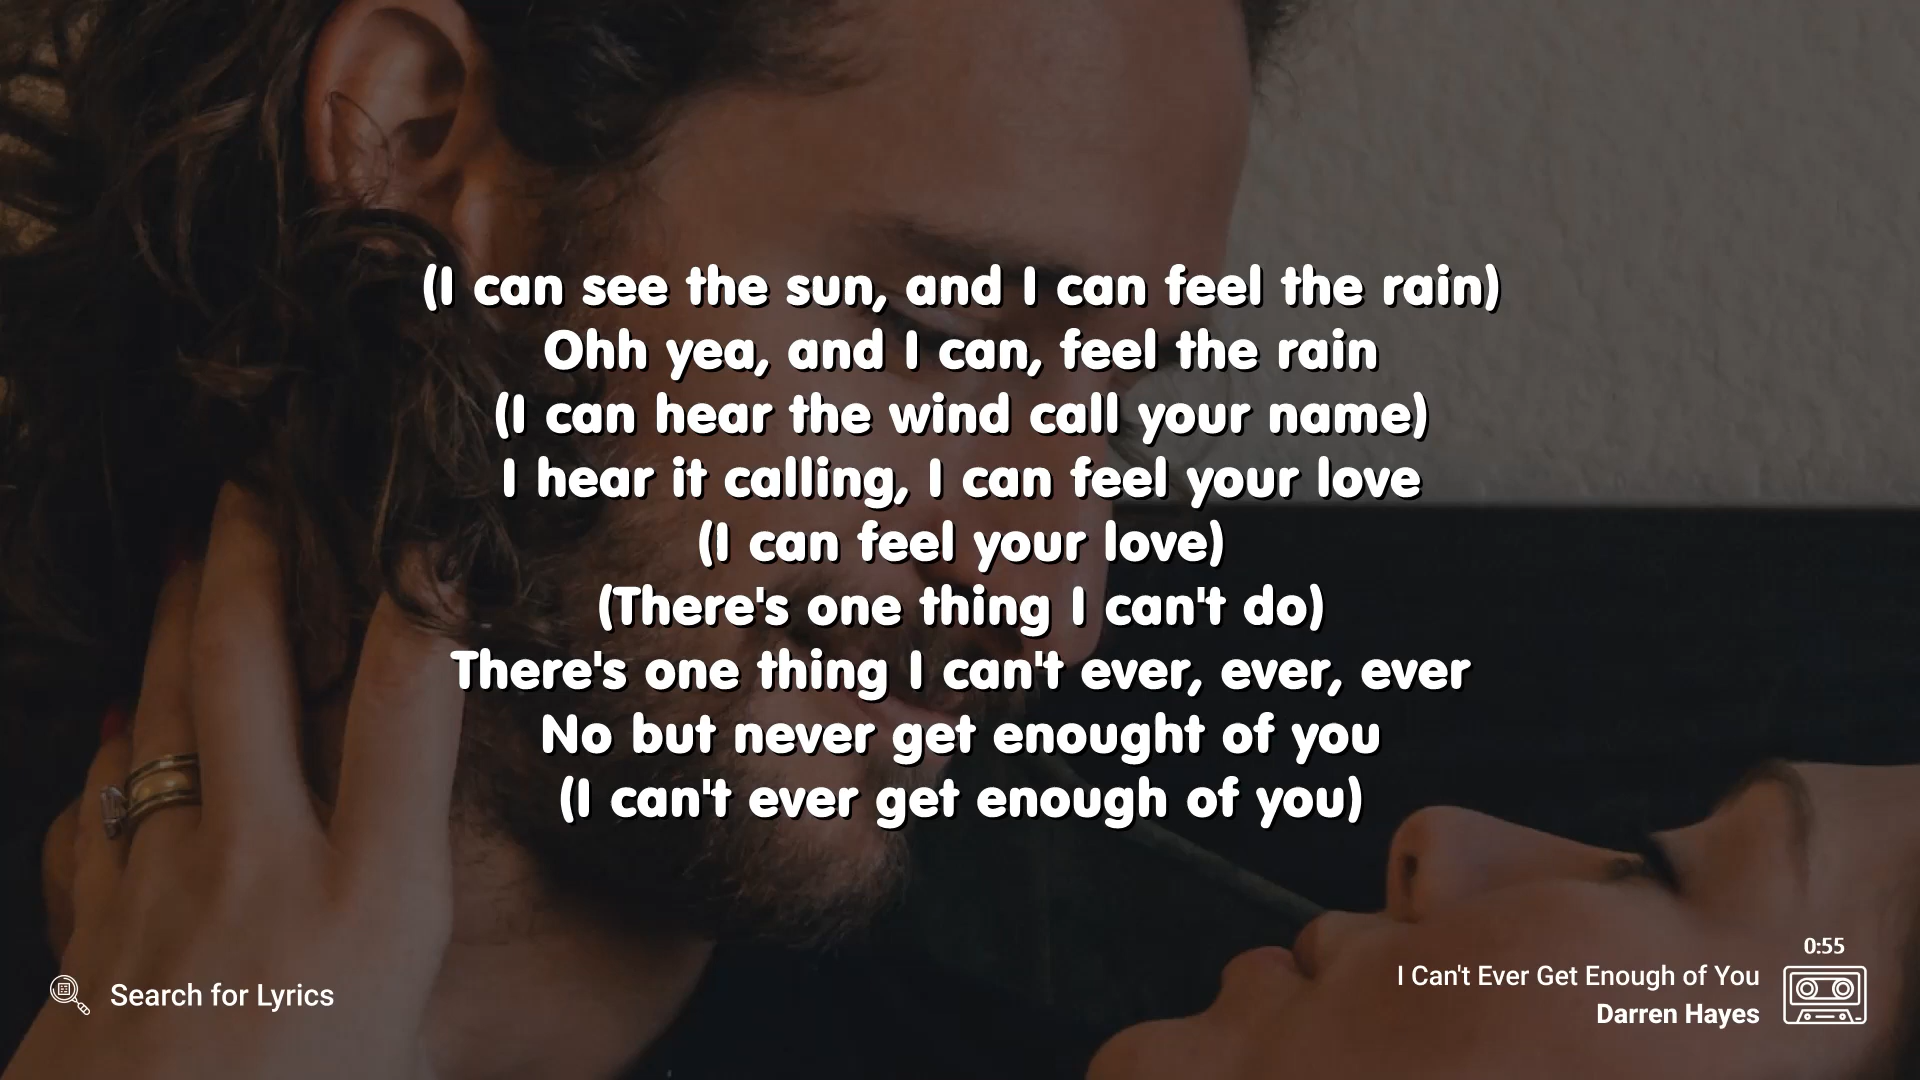 (I can see the sun, and I can feel the rain)
Ohh yea, and I can, feel the rain
(I can hear the wind call your name)
I hear it calling, I can feel your love
(I can feel your love)
(There's one thing I can't do)
There's one thing I can't ever, ever, ever
No but never get enought of you
(I can't ever get enough of you)
Search for Lyrics
0:55
I Can't Ever Get Enough of You
Darren Hayes